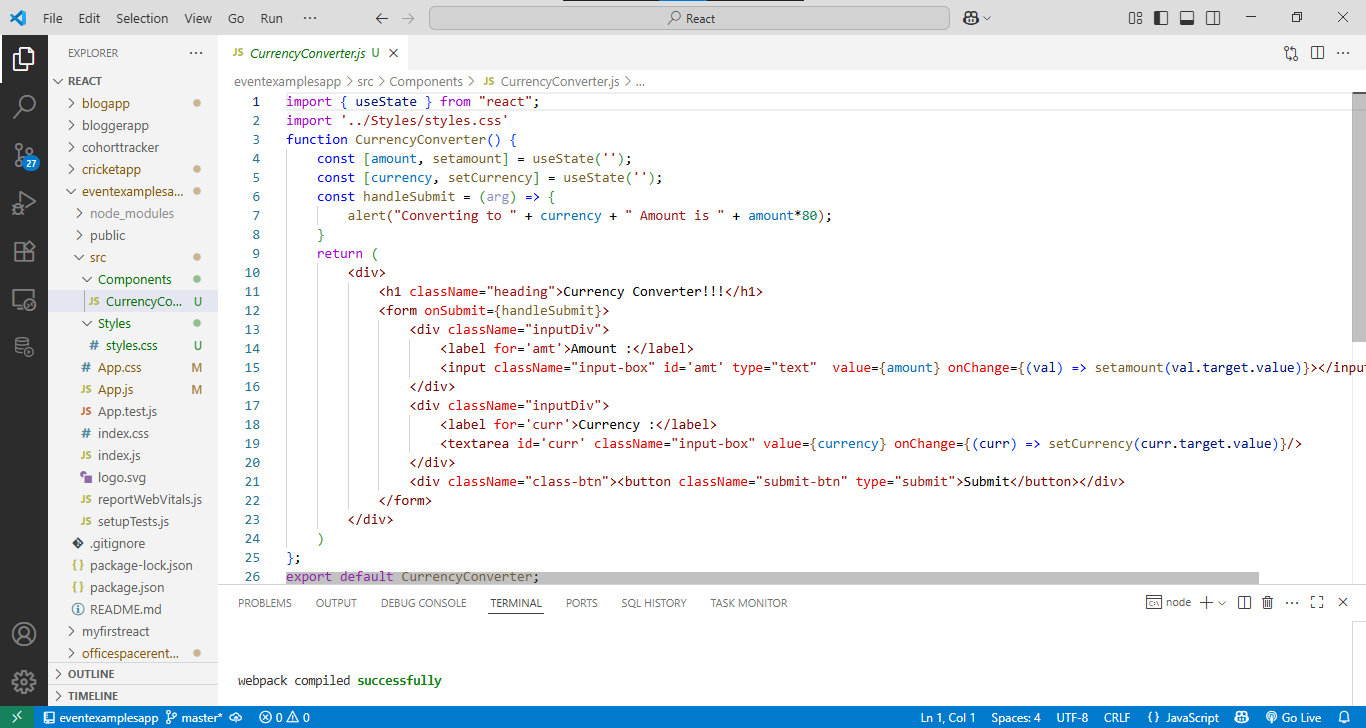 File Edit Selection View Go Run ··· React
EXPLORER ···
REACT
blogapp
bloggerapp
cohorttracker
cricketapp
eventexamplesa...
node_modules
public
src
Components
JS CurrencyCo... U
Styles
# styles.css U
# App.css M
JS App.js M
JS App.test.js
# index.css
JS index.js
logo.svg
JS reportWebVitals.js
JS setupTests.js
.gitignore
{} package-lock.json
{} package.json
README.md
myfirstreact
officespacerent...
OUTLINE
TIMELINE
27
JS CurrencyConverter.js U
eventexamplesapp > src > Components > JS CurrencyConverter.js > ...
1 import { useState } from "react";
2 import '../Styles/styles.css'
3 function CurrencyConverter() {
4 const [amount, setamount] = useState('');
5 const [currency, setCurrency] = useState('');
6 const handleSubmit = (arg) => {
7 alert("Converting to " + currency + " Amount is " + amount*80);
8 }
9 return (
10 <div>
11 <h1 className="heading">Currency Converter!!!</h1>
12 <form onSubmit={handleSubmit}>
13 <div className="inputDiv">
14 <label for='amt'>Amount :</label>
15 <input className="input-box" id='amt' type="text"  value={amount} onChange={(val) => setamount(val.target.value)}></input
16 </div>
17 <div className="inputDiv">
18 <label for='curr'>Currency :</label>
19 <textarea id='curr' className="input-box" value={currency} onChange={(curr) => setCurrency(curr.target.value)}/>
20 </div>
21 <div className="class-btn"><button className="submit-btn" type="submit">Submit</button></div>
22 </form>
23 </div>
24 )
25 };
26 export default CurrencyConverter;
PROBLEMS OUTPUT DEBUG CONSOLE TERMINAL PORTS SQL HISTORY TASK MONITOR node
webpack compiled successfully
eventexamplesapp master* 0 0 Ln 1, Col 1 Spaces: 4 UTF-8 CRLF {} JavaScript Go Live